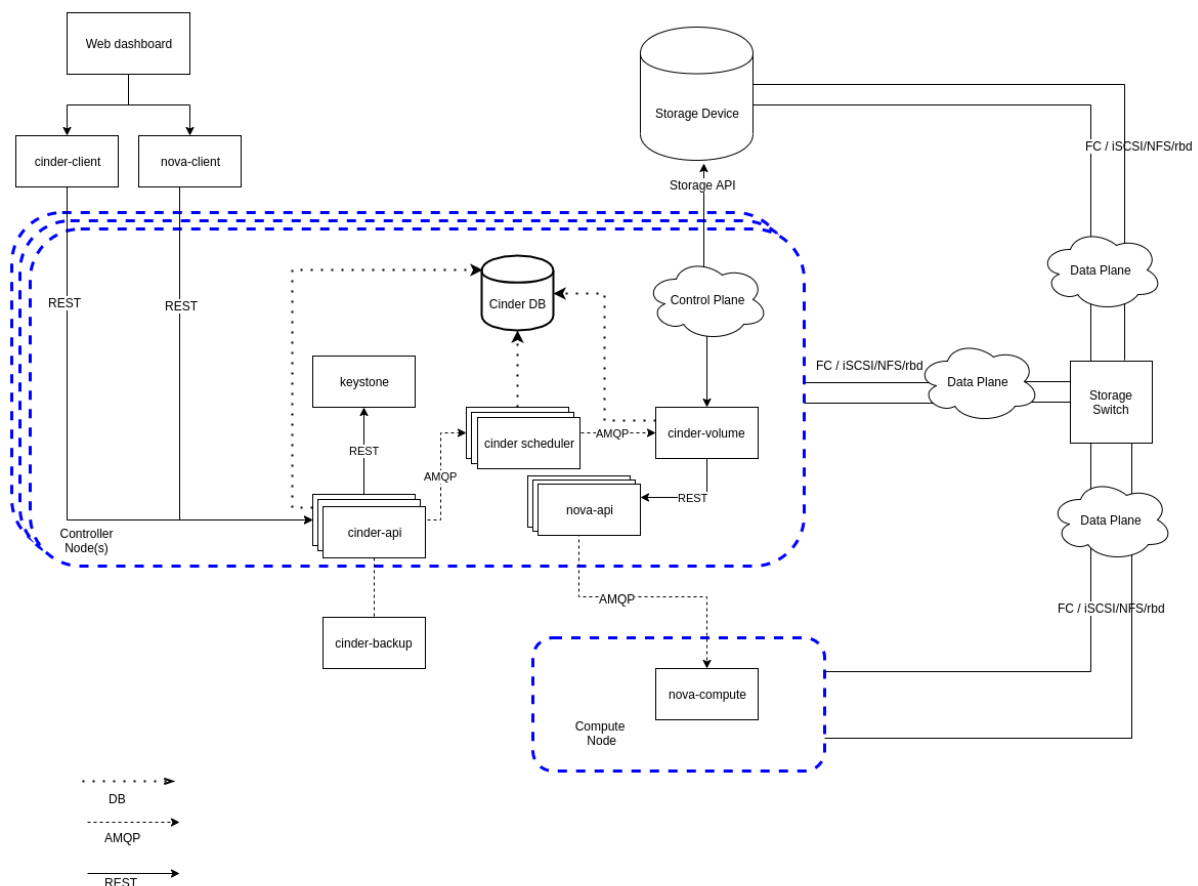 Web dashboard
Storage Device
cinder-client
nova-client
FC / iSCSI/NFS/rbd
Storage API
REST
REST
Cinder DB
Control Plane
Data Plane
keystone
FC / iSCSI/NFS/rbd
Data Plane
Storage
Switch
REST
cinder scheduler
AMQP
cinder-volume
AMQP
REST
nova-api
Controller
Node(s)
cinder-api
Data Plane
AMQP
FC / iSCSI/NFS/rbd
cinder-backup
nova-compute
Compute
Node
DB
AMQP
REST